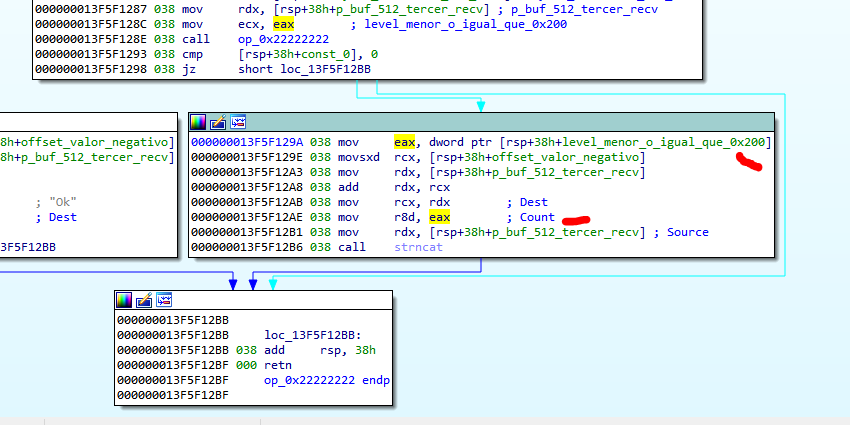 000000013F5F1287 038 mov     rdx, [rsp+38h+p_buf_512_tercer_recv] ; p_buf_512_tercer_recv
000000013F5F128C 038 mov     ecx, eax        ; level_menor_o_igual_que_0x200
000000013F5F128E 038 call    op_0x22222222
000000013F5F1293 038 cmp     [rsp+38h+const_0], 0
000000013F5F1298 038 jz      short loc_13F5F12BB
8h+offset_valor_negativo]
8h+p_buf_512_tercer_recv]
; "Ok"
; Dest
3F5F12BB
000000013F5F129A 038 mov     eax, dword ptr [rsp+38h+level_menor_o_igual_que_0x200]
000000013F5F129E 038 movsxd  rcx, [rsp+38h+offset_valor_negativo]
000000013F5F12A3 038 mov     rdx, [rsp+38h+p_buf_512_tercer_recv]
000000013F5F12A8 038 add     rdx, rcx
000000013F5F12AB 038 mov     rcx, rdx        ; Dest
000000013F5F12AE 038 mov     r8d, eax        ; Count
000000013F5F12B1 038 mov     rdx, [rsp+38h+p_buf_512_tercer_recv] ; Source
000000013F5F12B6 038 call    strncat
000000013F5F12BB
000000013F5F12BB     loc_13F5F12BB:
000000013F5F12BB 038 add     rsp, 38h
000000013F5F12BF 000 retn
000000013F5F12BF     op_0x22222222 endp
000000013F5F12BF